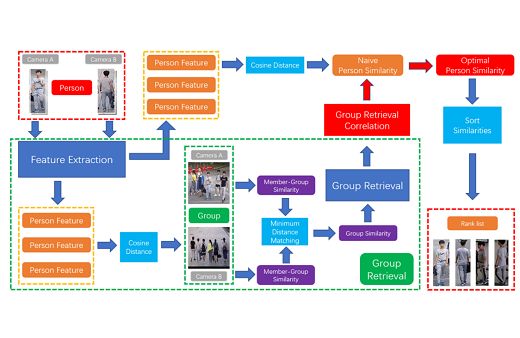 Camera A
Camera B
Person
Person Feature
Person Feature
Person Feature
Cosine Distance
Naive
Person Similarity
Optimal
Person Similarity
Group Retrieval
Correlation
Sort
Similarities
Feature Extraction
Camera A
Group
Camera B
Member-Group
Similarity
Minimum
Distance
Matching
Member-Group
Similarity
Group Retrieval
Group Similarity
Group
Retrieval
Person Feature
Person Feature
Person Feature
Cosine
Distance
Rank list